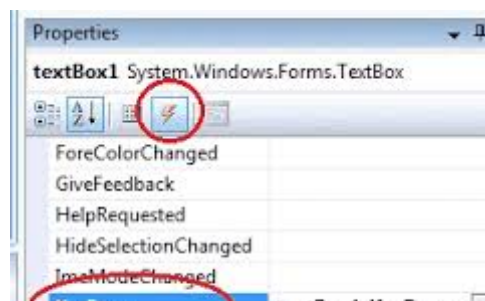 Properties
textBox1 System.Windows.Forms.TextBox
ForeColorChanged
GiveFeedback
HelpRequested
HideSelectionChanged
ImeModeChanged